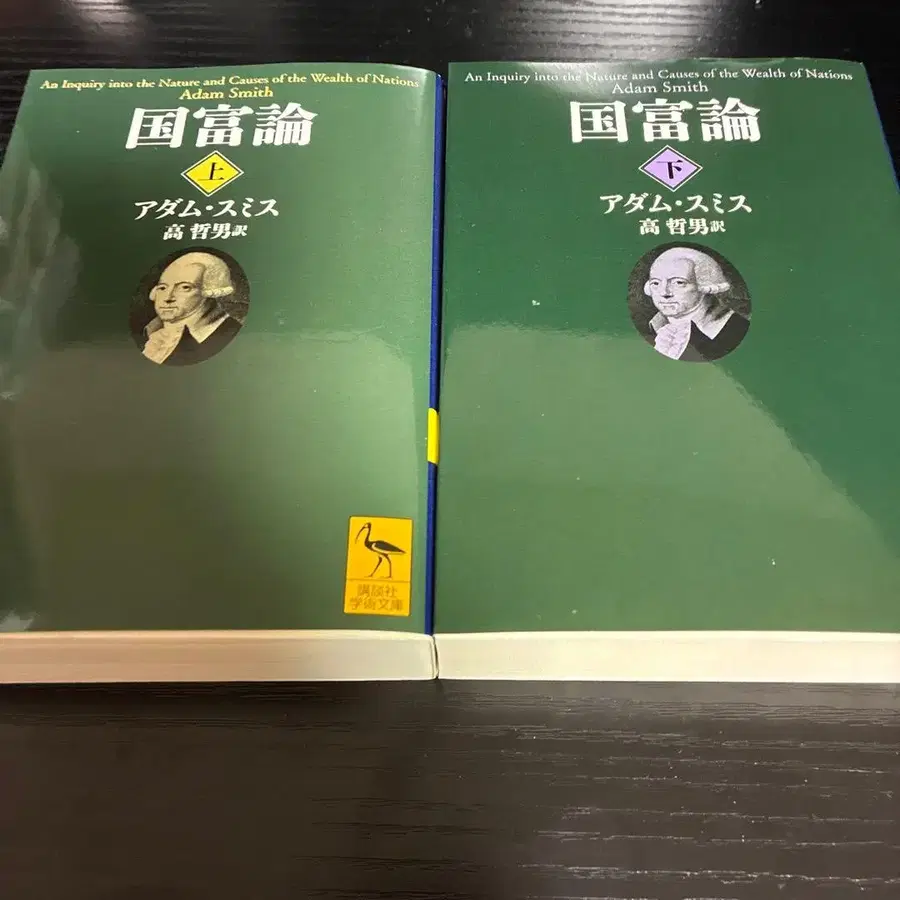 An Inquiry into the Nature and Causes of the Wealth of Nations
Adam Smith
国富論
上
アダム・スミス
高 哲男訳
講談社
学術文庫
An Inquiry into the Nature and Causes of the Wealth of Nations
Adam Smith
国富論
下
アダム・スミス
高 哲男訳